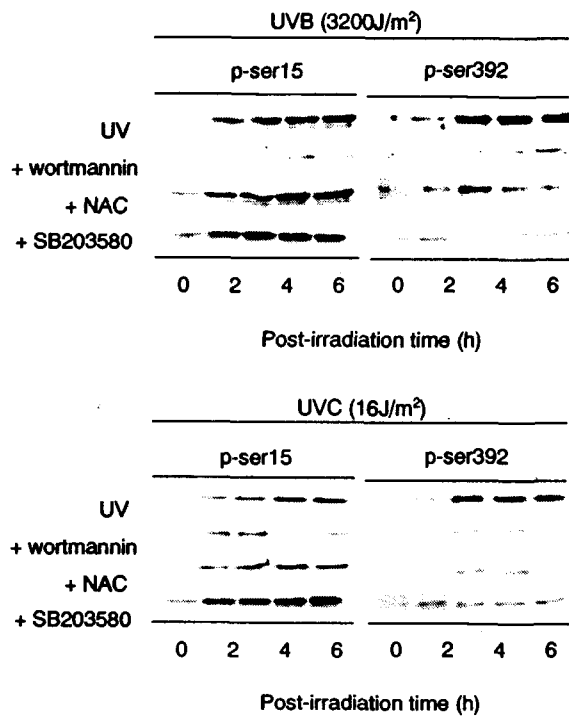 UVB (3200J/m²)
p-ser15 p-ser392
UV
+ wortmannin
+ NAC
+ SB203580
0 2 4 6 0 2 4 6
Post-irradiation time (h)
UVC (16J/m²)
p-ser15 p-ser392
UV
+ wortmannin
+ NAC
+ SB203580
0 2 4 6 0 2 4 6
Post-irradiation time (h)